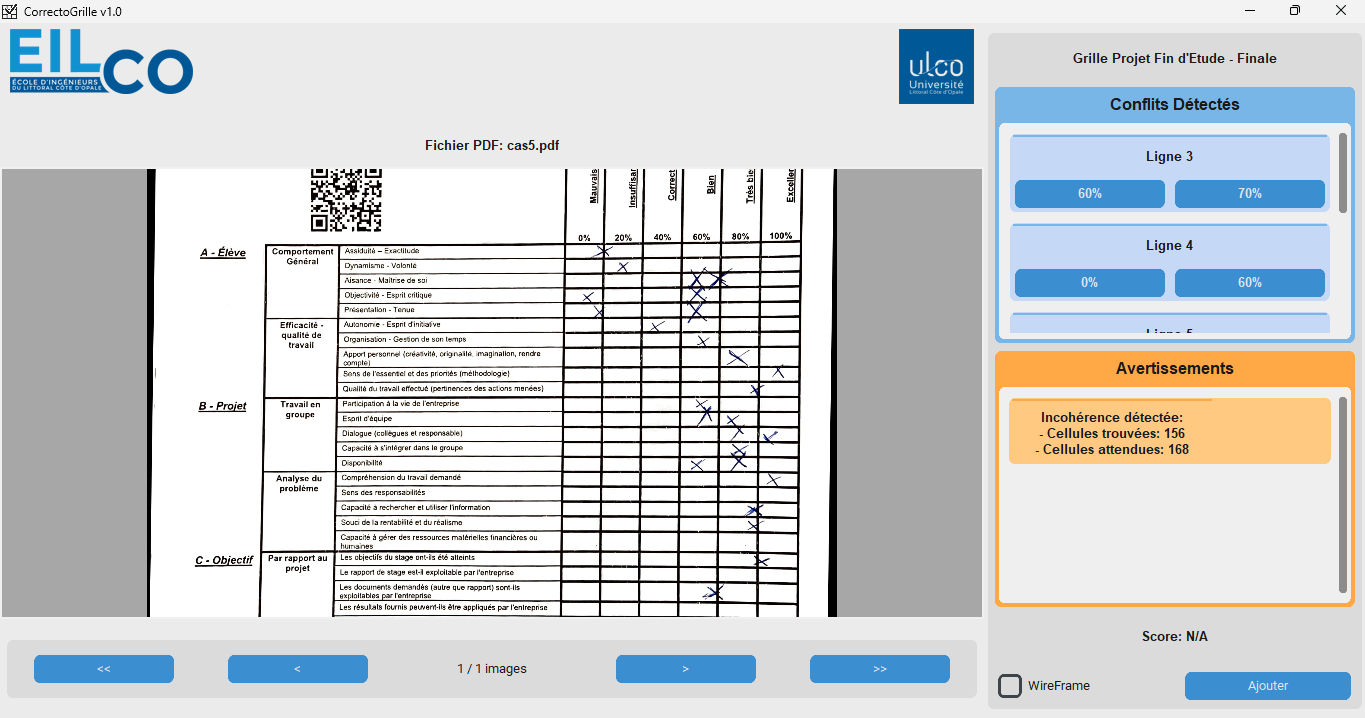 CorrectoGrille v1.0
EILCO
ÉCOLE D'INGÉNIEURS
DU LITTORAL CÔTE D'OPALE
ulco
Université
Littoral Côte d'Opale
Fichier PDF: cas5.pdf
Mauvais
Insuffisan
Correct
Bien
Très bie
Exceller
0% 20% 40% 60% 80% 100%
A - Élève
Comportement
Général
Assiduité – Exactitude
Dynamisme - Volonté
Aisance - Maîtrise de soi
Objectivité - Esprit critique
Présentation - Tenue
Efficacité -
qualité de
travail
Autonomie - Esprit d'initiative
Organisation - Gestion de son temps
Apport personnel (créativité, originalité, imagination, rendre
compte)
Sens de l'essentiel et des priorités (méthodologie)
Qualité du travail effectué (pertinences des actions menées)
B - Projet
Travail en
groupe
Participation à la vie de l'entreprise
Esprit d'équipe
Dialogue (collègues et responsable)
Capacité à s'intégrer dans le groupe
Disponibilité
Analyse du
problème
Compréhension du travail demandé
Sens des responsabilités
Capacité à rechercher et utiliser l'information
Souci de la rentabilité et du réalisme
Capacité à gérer des ressources matérielles financières ou
humaines
C - Objectif
Par rapport au
projet
Les objectifs du stage ont-ils été atteints
Le rapport de stage est-il exploitable par l'entreprise
Les documents demandés (autre que rapport) sont-ils
exploitables par l'entreprise
Les résultats fournis peuvent-ils être appliqués par l'entreprise
<< < 1 / 1 images > >>
Grille Projet Fin d'Etude - Finale
Conflits Détectés
Ligne 3
60% 70%
Ligne 4
0% 60%
Ligne 5
Avertissements
Incohérence détectée:
- Cellules trouvées: 156
- Cellules attendues: 168
Score: N/A
WireFrame
Ajouter